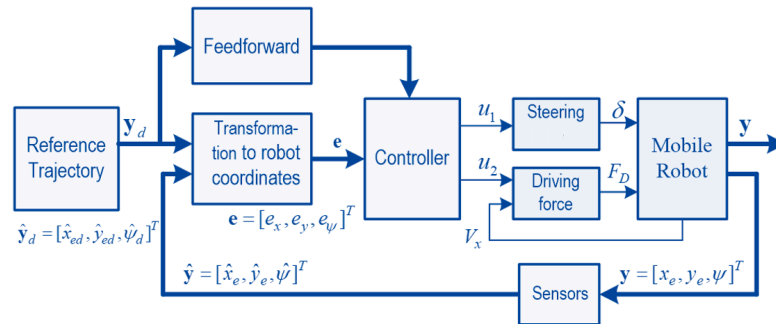 Feedforward
Reference
Trajectory
𝐲_d
Transforma-
tion to robot
coordinates
𝐞
Controller
u_1
u_2
Steering
Driving
force
δ
F_D
V_x
Mobile
Robot
𝐲
𝐞 = [e_x, e_y, e_ψ]^T
ŷ_d = [x̂_ed, ŷ_ed, ψ̂_d]^T
ŷ = [x̂_e, ŷ_e, ψ̂]^T
Sensors
𝐲 = [x_e, y_e, ψ]^T